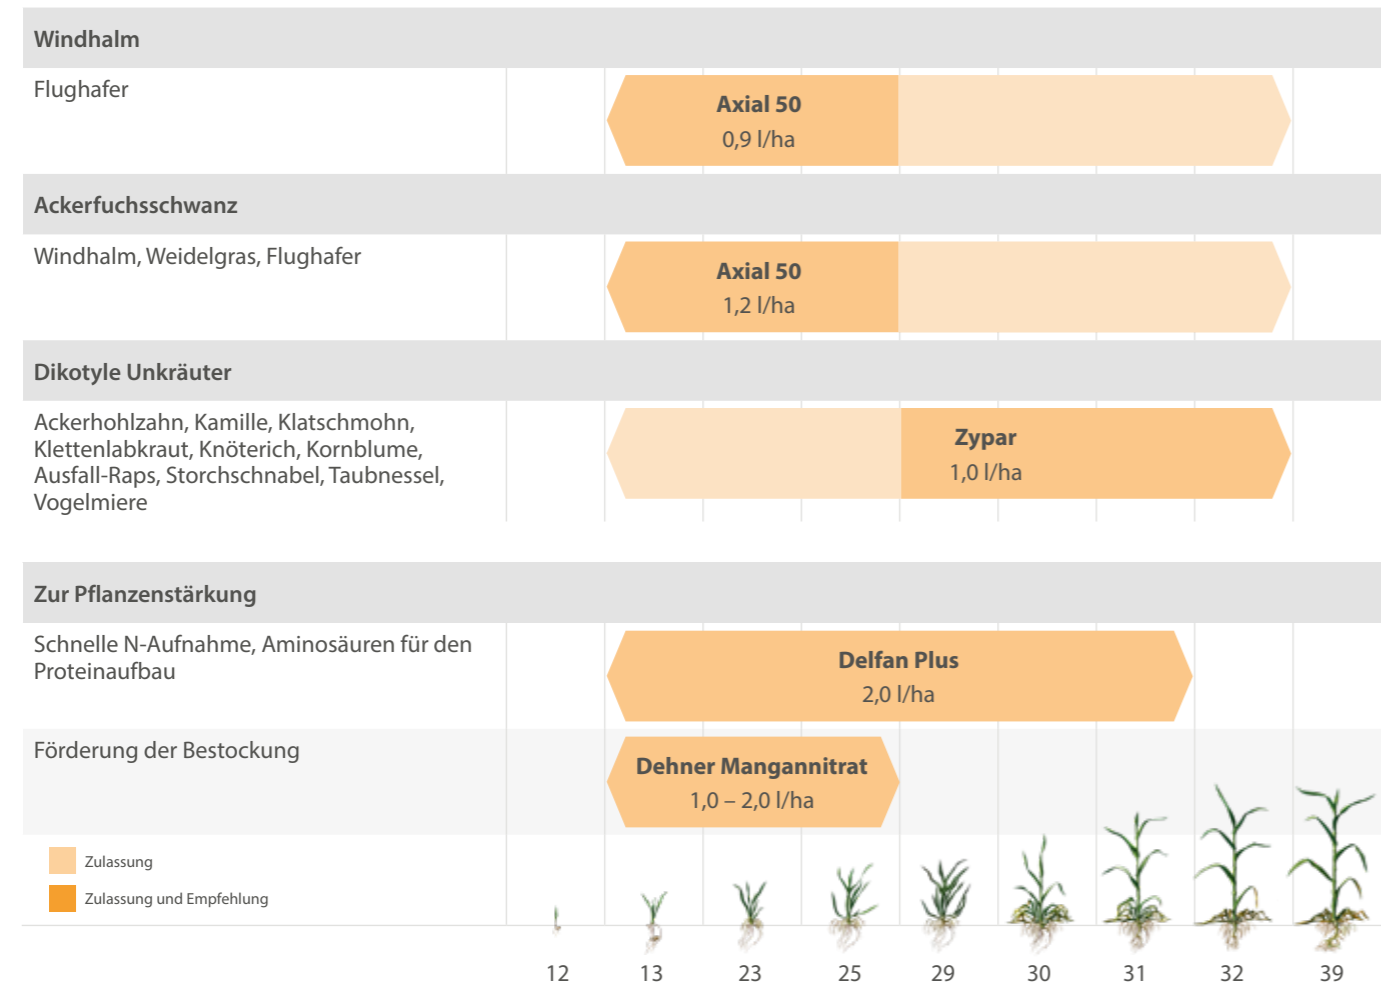 Windhalm
Flughafer
Axial 50
0,9 l/ha
Ackerfuchsschwanz
Windhalm, Weidelgras, Flughafer
Axial 50
1,2 l/ha
Dikotyle Unkräuter
Ackerhohlzahn, Kamille, Klatschmohn,
Klettenlabkraut, Knöterich, Kornblume,
Ausfall-Raps, Storchschnabel, Taubnessel,
Vogelmiere
Zypar
1,0 l/ha
Zur Pflanzenstärkung
Schnelle N-Aufnahme, Aminosäuren für den
Proteinaufbau
Delfan Plus
2,0 l/ha
Förderung der Bestockung
Dehner Mangannitrat
1,0 – 2,0 l/ha
Zulassung
Zulassung und Empfehlung
12 13 23 25 29 30 31 32 39